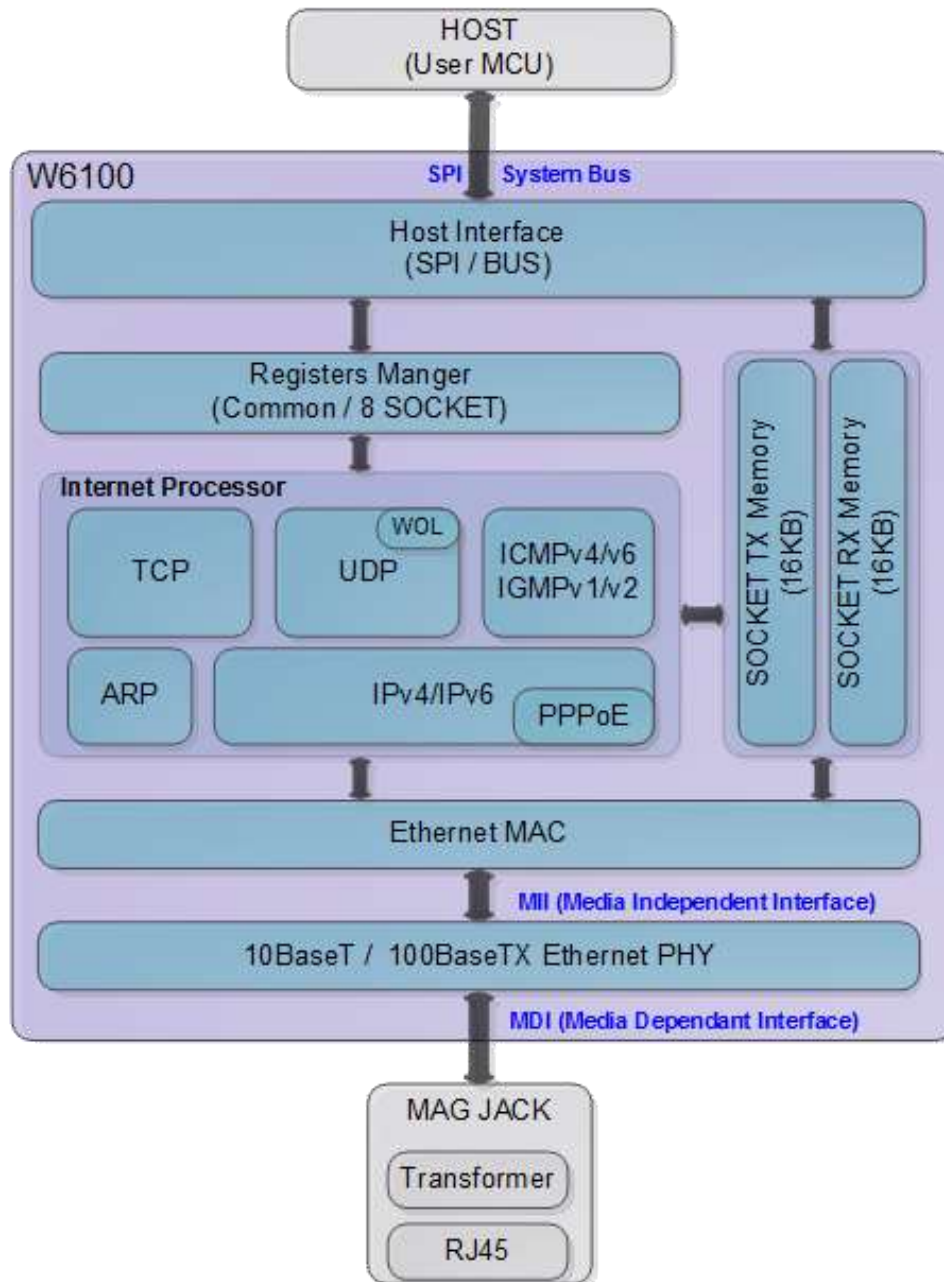 HOST
(User MCU)
W6100
SPI
System Bus
Host Interface
(SPI / BUS)
Registers Manger
(Common / 8 SOCKET)
Internet Processor
TCP
UDP
WOL
ICMPv4/v6
IGMPv1/v2
ARP
IPv4/IPv6
PPPoE
SOCKET TX Memory
(16KB)
SOCKET RX Memory
(16KB)
Ethernet MAC
MII (Media Independent Interface)
10BaseT / 100BaseTX Ethernet PHY
MDI (Media Dependant Interface)
MAG JACK
Transformer
RJ45